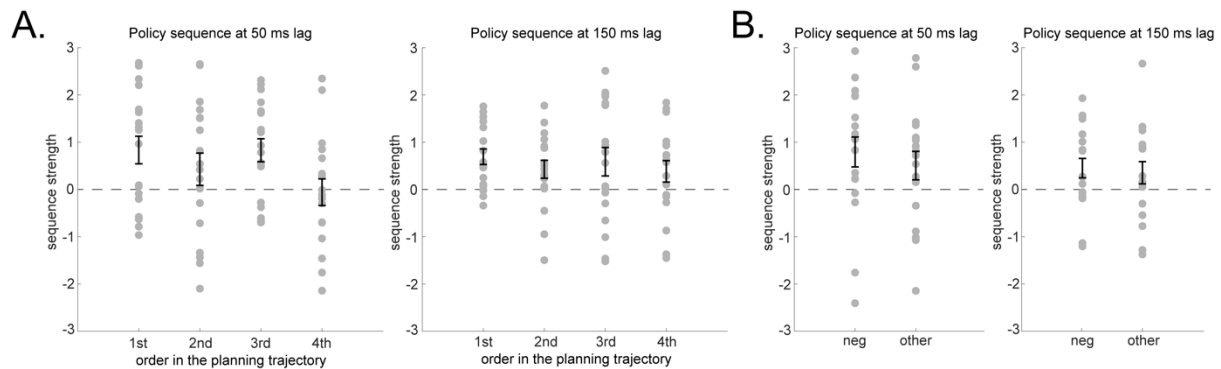 A.
Policy sequence at 50 ms lag
sequence strength
3
2
1
0
-1
-2
-3
1st 2nd 3rd 4th
order in the planning trajectory
Policy sequence at 150 ms lag
sequence strength
3
2
1
0
-1
-2
-3
1st 2nd 3rd 4th
order in the planning trajectory
B.
Policy sequence at 50 ms lag
sequence strength
3
2
1
0
-1
-2
-3
neg other
Policy sequence at 150 ms lag
sequence strength
3
2
1
0
-1
-2
-3
neg other